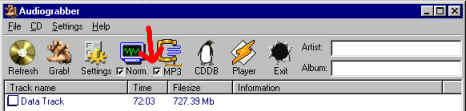 Audiograbber
File CD Settings Help
Refresh Grab! Settings Norm. MP3 CDDB Player Exit Artist: Album:
Track name Time Filesize Information
Data Track 72:03 727.39 Mb